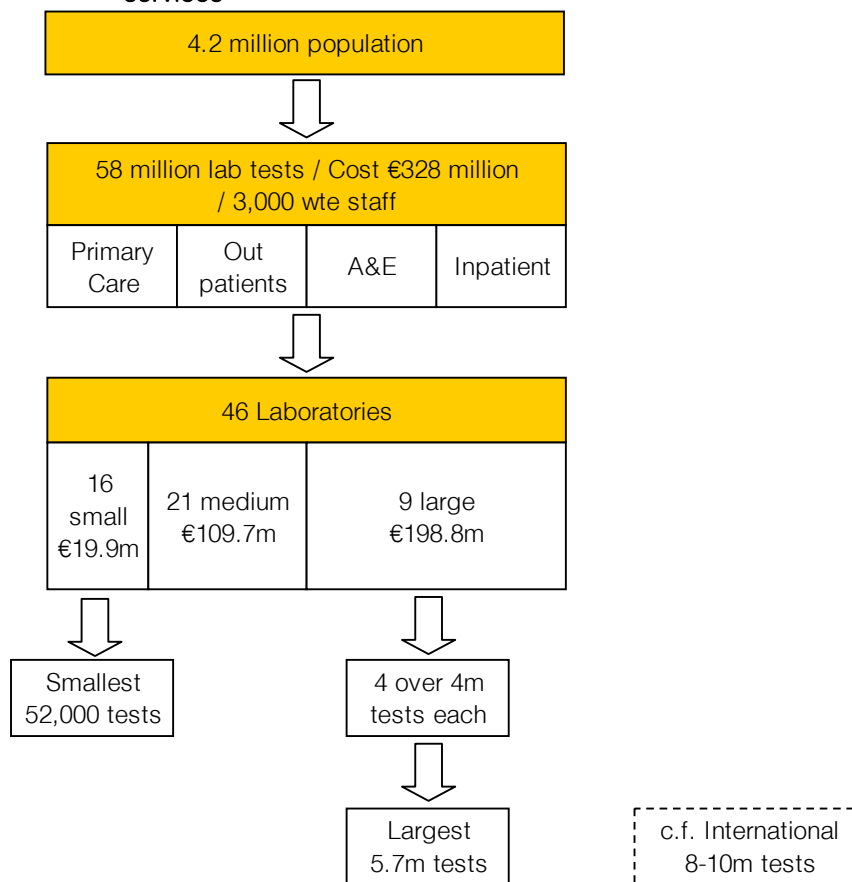 4.2 million population
58 million lab tests / Cost €328 million
/ 3,000 wte staff
Primary
Care
Out
patients
A&E
Inpatient
46 Laboratories
16
small
€19.9m
21 medium
€109.7m
9 large
€198.8m
Smallest
52,000 tests
4 over 4m
tests each
Largest
5.7m tests
c.f. International
8-10m tests